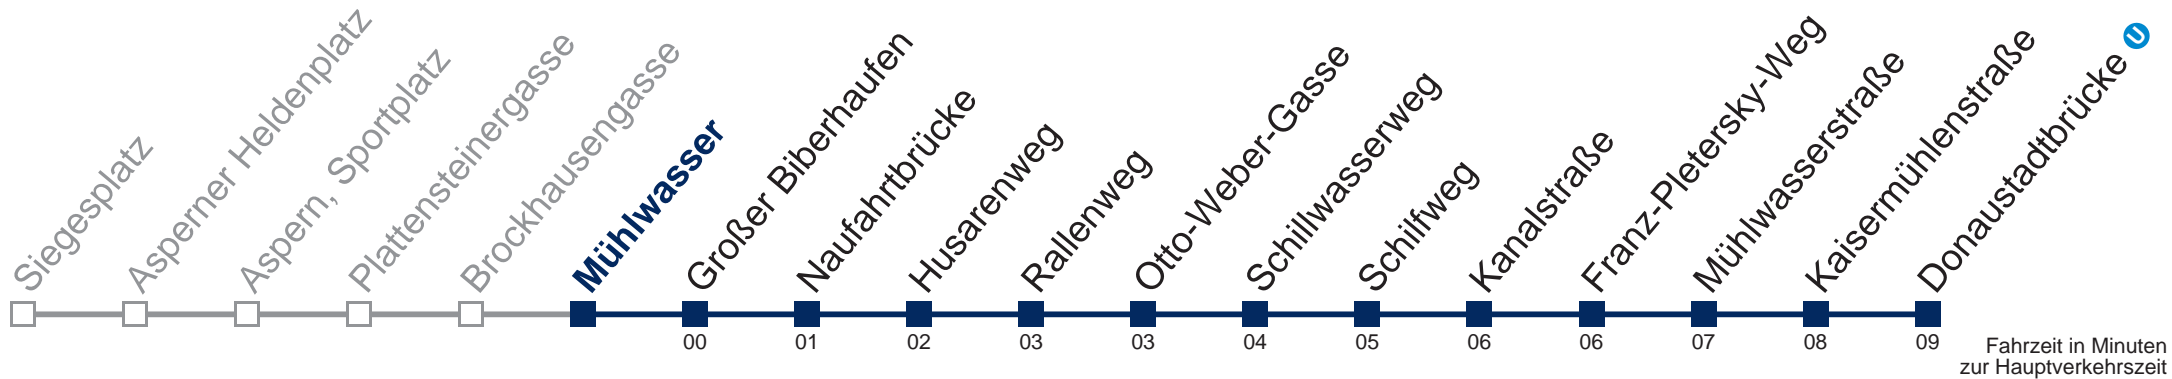 Siegesplatz
Asperner Heldenplatz
Aspern, Sportplatz
Plattensteinergasse
Brockhausengasse
Mühlwasser
Großer Biberhaufen
Naufahrtbrücke
Husarenweg
Rallenweg
Otto-Weber-Gasse
Schillwasserweg
Schilfweg
Kanalstraße
Franz-Pletersky-Weg
Mühlwasserstraße
Kaisermühlenstraße
Donaustadtbrücke U
00 01 02 03 03 04 05 06 06 07 08 09
Fahrzeit in Minuten
zur Hauptverkehrszeit